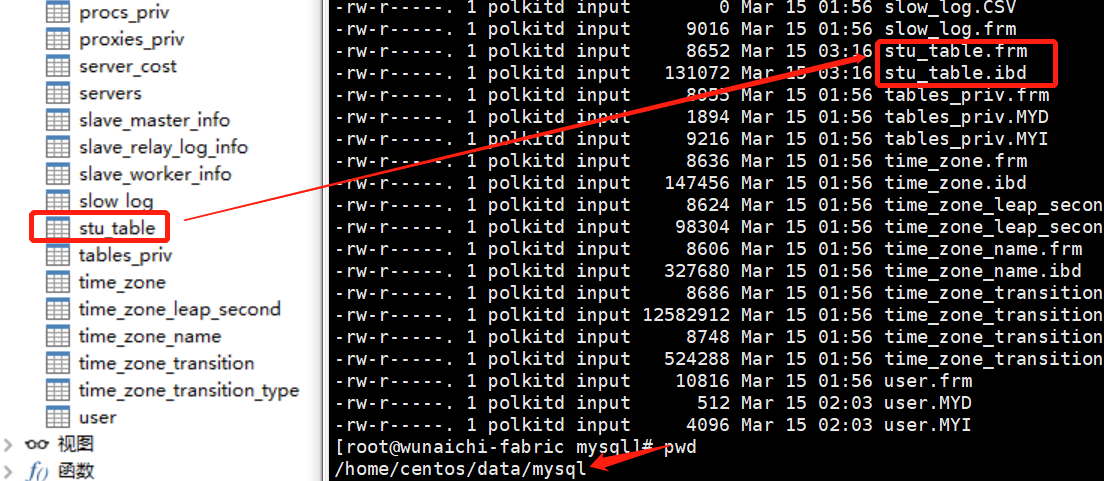 procs_priv
proxies_priv
server_cost
servers
slave_master_info
slave_relay_log_info
slave_worker_info
slow_log
stu_table
tables_priv
time_zone
time_zone_leap_second
time_zone_name
time_zone_transition
time_zone_transition_type
user
视图
函数
-rw-r-----. 1 polkitd input 0 Mar 15 01:56 slow_log.CSV
-rw-r-----. 1 polkitd input 9016 Mar 15 01:56 slow_log.frm
-rw-r-----. 1 polkitd input 8652 Mar 15 03:16 stu_table.frm
-rw-r-----. 1 polkitd input 131072 Mar 15 03:16 stu_table.ibd
-rw-r-----. 1 polkitd input 8955 Mar 15 01:56 tables_priv.frm
-rw-r-----. 1 polkitd input 1894 Mar 15 01:56 tables_priv.MYD
-rw-r-----. 1 polkitd input 9216 Mar 15 01:56 tables_priv.MYI
-rw-r-----. 1 polkitd input 8636 Mar 15 01:56 time_zone.frm
-rw-r-----. 1 polkitd input 147456 Mar 15 01:56 time_zone.ibd
-rw-r-----. 1 polkitd input 8624 Mar 15 01:56 time_zone_leap_second
-rw-r-----. 1 polkitd input 98304 Mar 15 01:56 time_zone_leap_second
-rw-r-----. 1 polkitd input 8606 Mar 15 01:56 time_zone_name.frm
-rw-r-----. 1 polkitd input 327680 Mar 15 01:56 time_zone_name.ibd
-rw-r-----. 1 polkitd input 8686 Mar 15 01:56 time_zone_transition
-rw-r-----. 1 polkitd input 12582912 Mar 15 01:56 time_zone_transition
-rw-r-----. 1 polkitd input 8748 Mar 15 01:56 time_zone_transition
-rw-r-----. 1 polkitd input 524288 Mar 15 01:56 time_zone_transition
-rw-r-----. 1 polkitd input 10816 Mar 15 01:56 user.frm
-rw-r-----. 1 polkitd input 512 Mar 15 02:03 user.MYD
-rw-r-----. 1 polkitd input 4096 Mar 15 02:03 user.MYI
[root@wunaichi-fabric mysql]# pwd
/home/centos/data/mysql